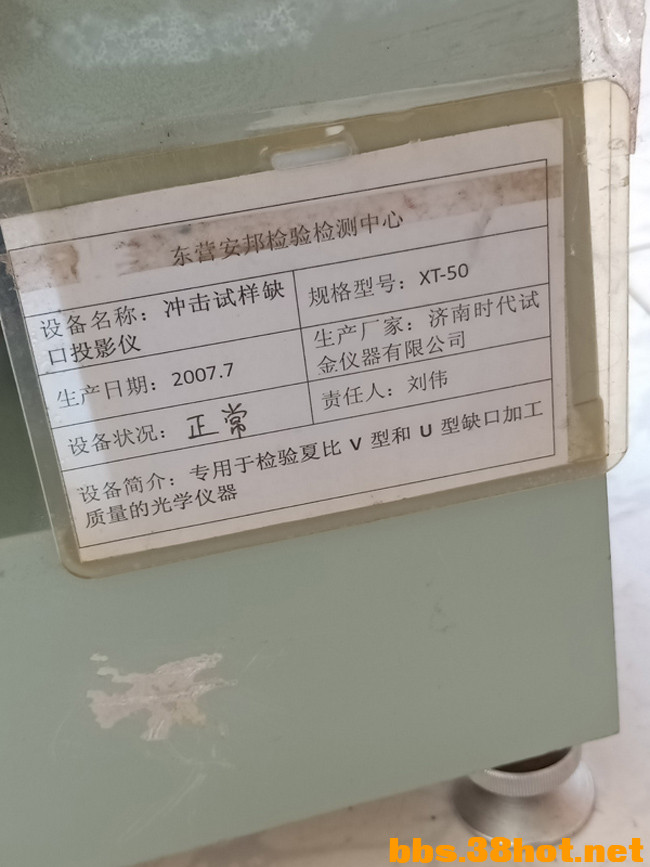 东营安邦检验检测中心
设备名称：冲击试样缺
口投影仪
规格型号：XT-50
生产日期：2007.7
生产厂家：济南时代试
金仪器有限公司
设备状况：正常
责任人：刘伟
设备简介：专用于检验夏比 V 型和 U 型缺口加工
质量的光学仪器
bbs.38hot.net